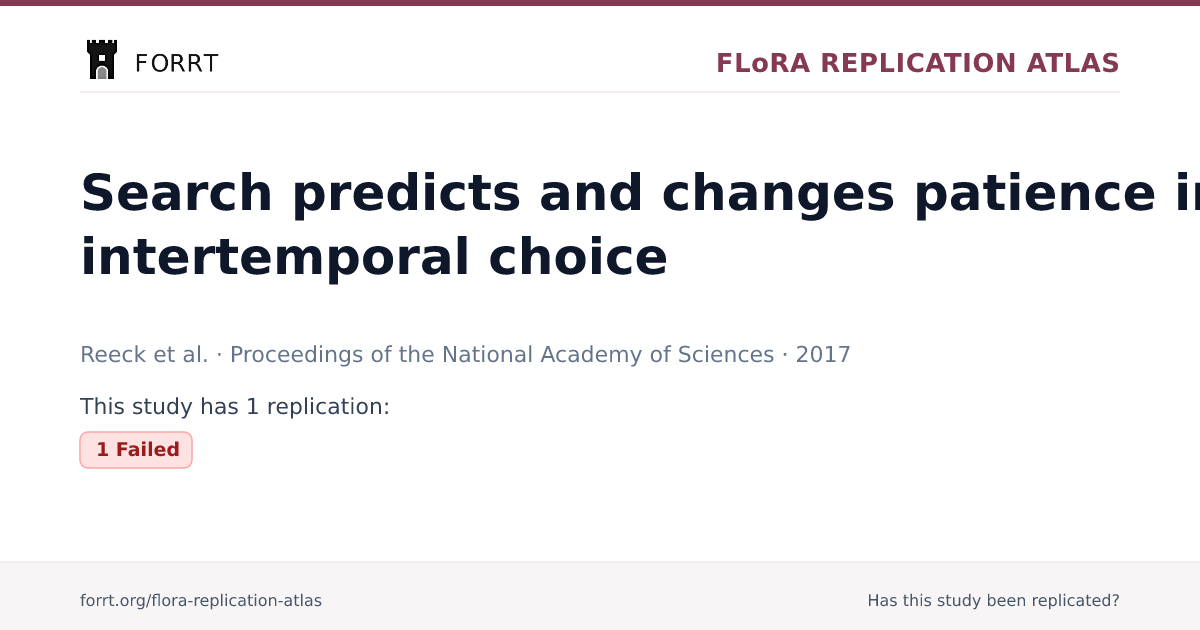 FORRT
FLoRA REPLICATION ATLAS
Search predicts and changes patience
intertemporal choice
Reeck et al. · Proceedings of the National Academy of Sciences · 2017
This study has 1 replication:
1 Failed
forrt.org/flora-replication-atlas
Has this study been replicated?